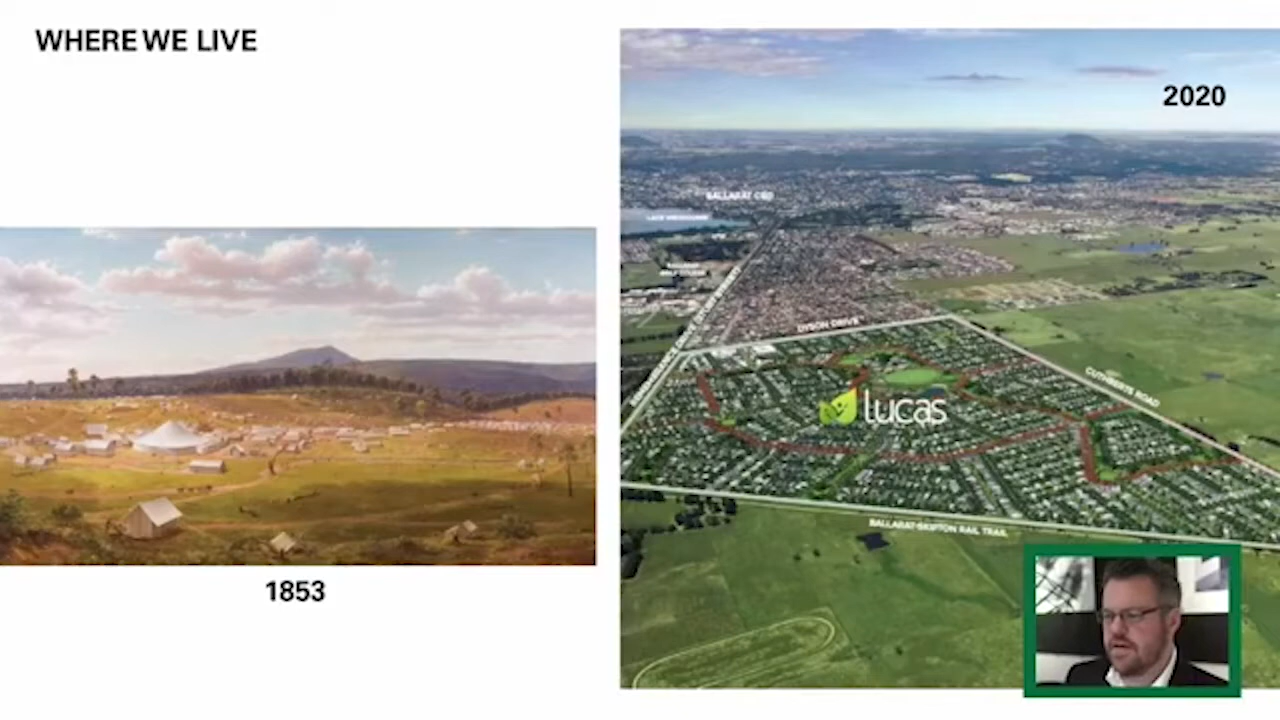 WHERE WE LIVE
2020
BALLARAT CBD
DYSON DRIVE
CUTHBERTS ROAD
lucas
BALLARAT-SKIPTON RAIL TRAIL
1853